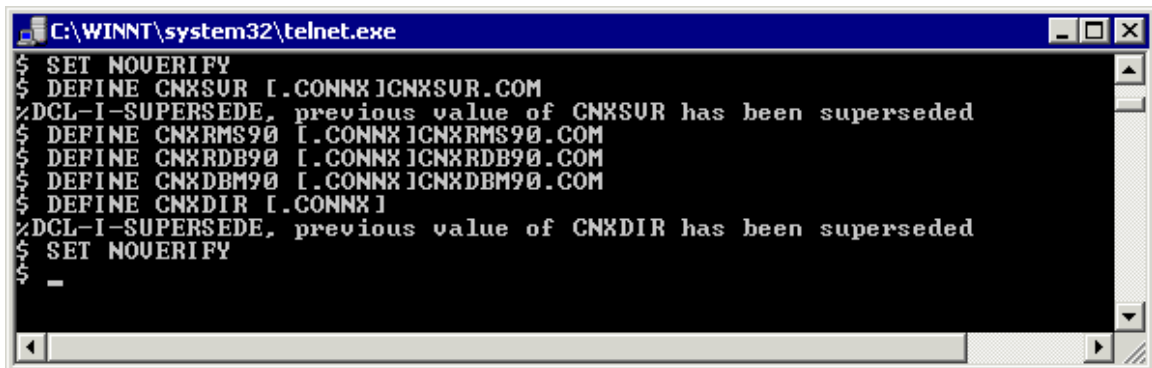 C:\WINNT\system32\telnet.exe
$ SET NOVERIFY
$ DEFINE CNXSVR [.CONNX]CNXSVR.COM
%DCL-I-SUPERSEDE, previous value of CNXSVR has been superseded
$ DEFINE CNXRMS90 [.CONNX]CNXRMS90.COM
$ DEFINE CNXRDB90 [.CONNX]CNXRDB90.COM
$ DEFINE CNXDBM90 [.CONNX]CNXDBM90.COM
$ DEFINE CNXDIR [.CONNX]
%DCL-I-SUPERSEDE, previous value of CNXDIR has been superseded
$ SET NOVERIFY
$ _